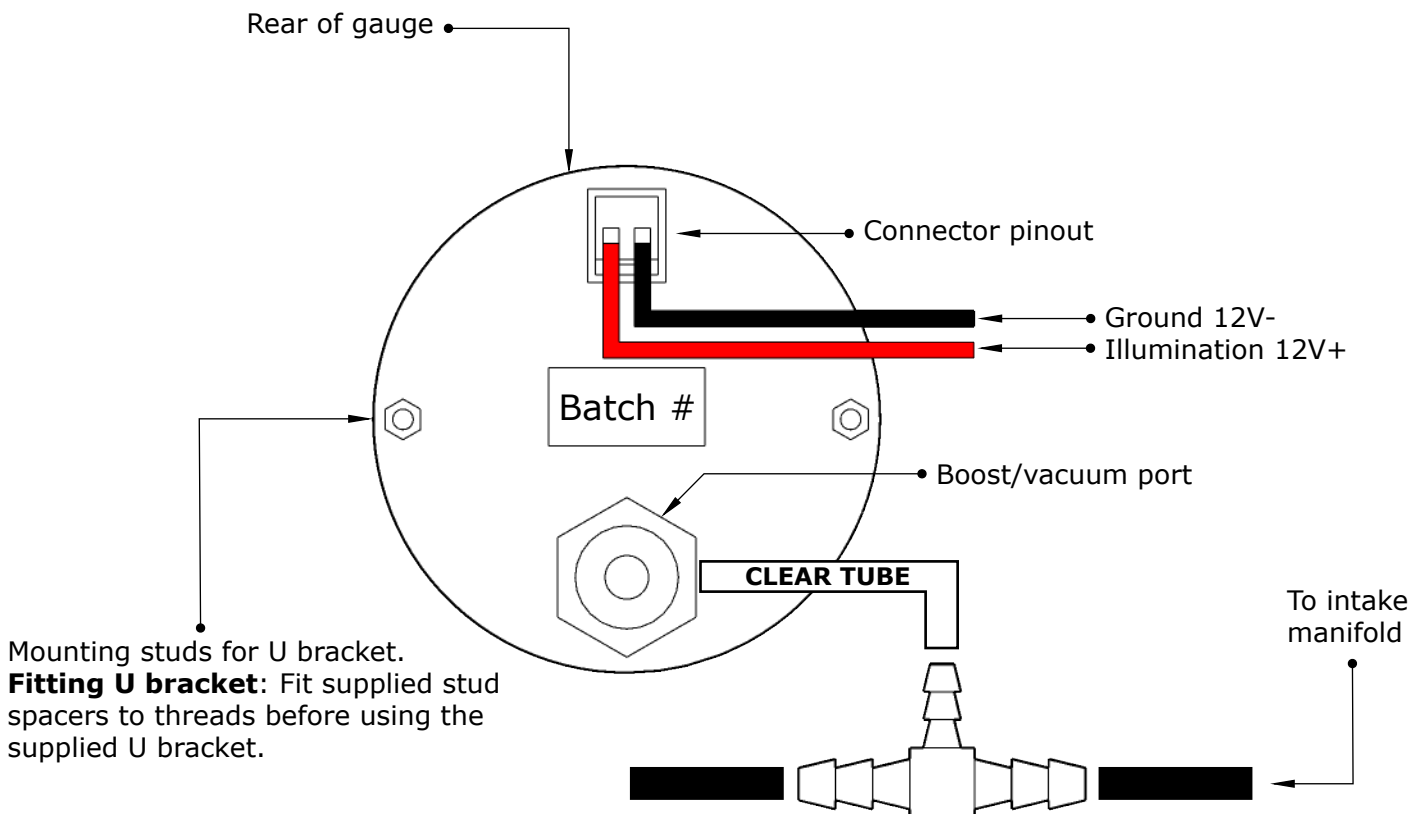 Rear of gauge
Connector pinout
Ground 12V-
Illumination 12V+
Batch #
Boost/vacuum port
CLEAR TUBE
To intake
manifold
Mounting studs for U bracket.
Fitting U bracket: Fit supplied stud
spacers to threads before using the
supplied U bracket.